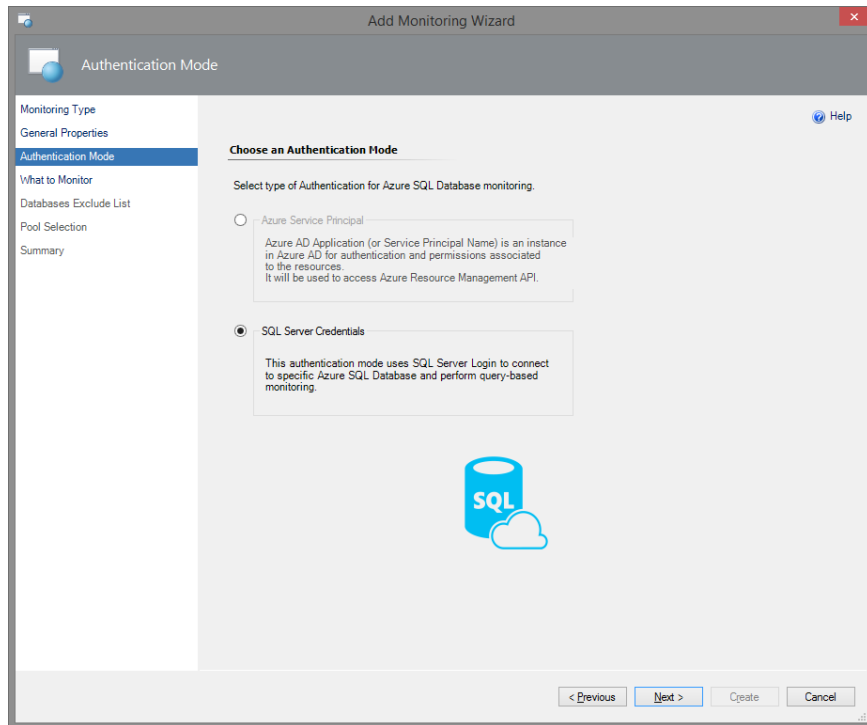 Add Monitoring Wizard
Authentication Mode
Monitoring Type
General Properties
Authentication Mode
What to Monitor
Databases Exclude List
Pool Selection
Summary
Help
Choose an Authentication Mode
Select type of Authentication for Azure SQL Database monitoring.
Azure Service Principal
Azure AD Application (or Service Principal Name) is an instance
in Azure AD for authentication and permissions associated
to the resources.
It will be used to access Azure Resource Management API.
SQL Server Credentials
This authentication mode uses SQL Server Login to connect
to specific Azure SQL Database and perform query-based
monitoring.
SQL
< Previous
Next >
Create
Cancel